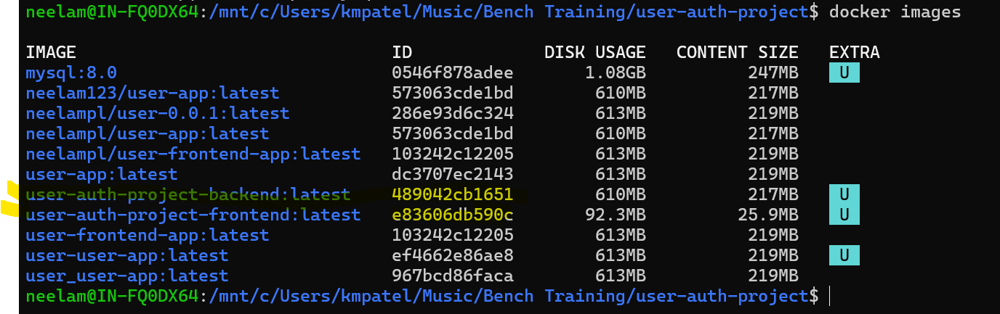 neelam@IN-FQ0DX64:/mnt/c/Users/kmpatel/Music/Bench Training/user-auth-project$ docker images
IMAGE ID DISK USAGE CONTENT SIZE EXTRA
mysql:8.0 0546f878adee 1.08GB 247MB U
neelam123/user-app:latest 573063cde1bd 610MB 217MB
neelampl/user-0.0.1:latest 286e93d6c324 613MB 219MB
neelampl/user-app:latest 573063cde1bd 610MB 217MB
neelampl/user-frontend-app:latest 103242c12205 613MB 219MB
user-app:latest dc3707ec2143 613MB 219MB
user-auth-project-backend:latest 489042cb1651 610MB 217MB U
user-auth-project-frontend:latest e83606db590c 92.3MB 25.9MB U
user-frontend-app:latest 103242c12205 613MB 219MB
user-user-app:latest ef4662e86ae8 613MB 219MB U
user_user-app:latest 967bcd86faca 613MB 219MB
neelam@IN-FQ0DX64:/mnt/c/Users/kmpatel/Music/Bench Training/user-auth-project$